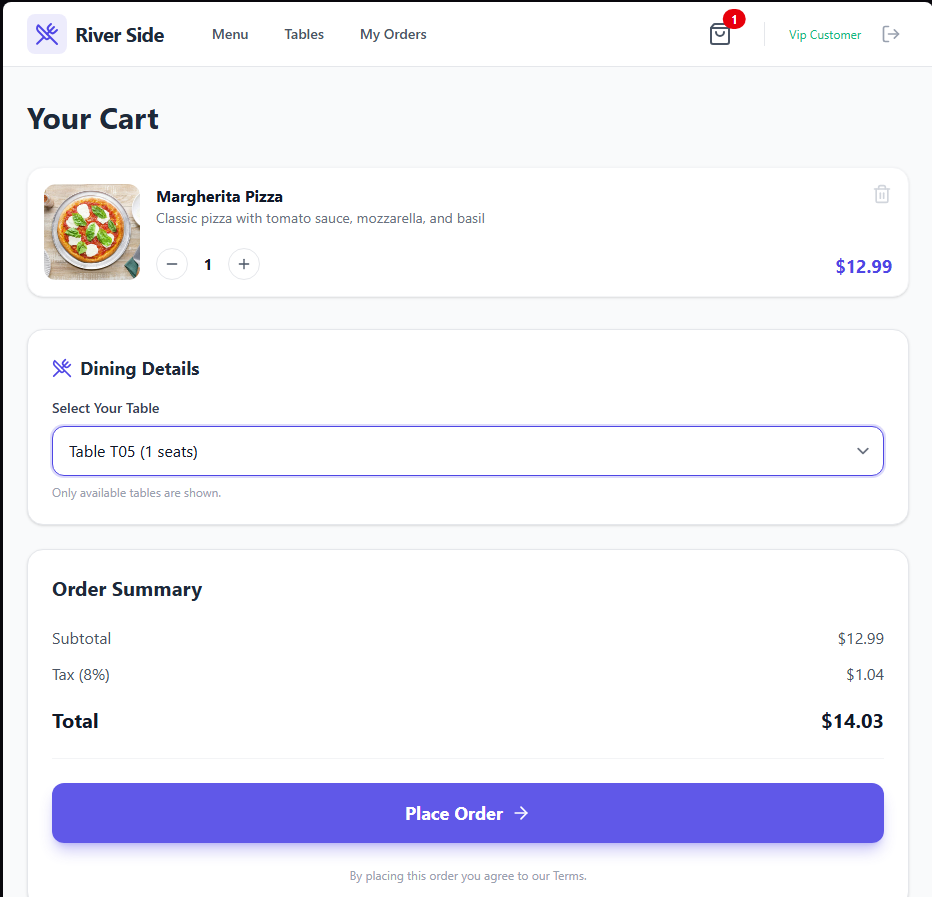 River Side
Menu
Tables
My Orders
1
Vip Customer
Your Cart
Margherita Pizza
Classic pizza with tomato sauce, mozzarella, and basil
1
$12.99
Dining Details
Select Your Table
Table T05 (1 seats)
Only available tables are shown.
Order Summary
Subtotal $12.99
Tax (8%) $1.04
Total $14.03
Place Order →
By placing this order you agree to our Terms.